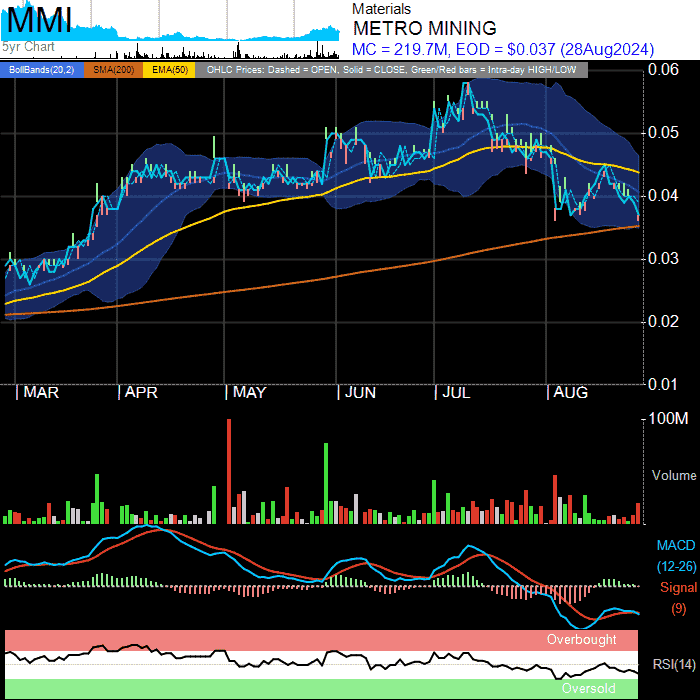 MMI
5yr Chart
Materials
METRO MINING
MC = 219.7M, EOD = $0.037 (28Aug2024)
BollBands(20,2) SMA(200) EMA(50) OHLC Prices: Dashed = OPEN, Solid = CLOSE, Green/Red bars = Intra-day HIGH/LOW
0.06
0.05
0.04
0.03
0.02
0.01
MAR APR MAY JUN JUL AUG
100M
Volume
MACD
(12-26)
Signal
(9)
Overbought
RSI(14)
Oversold